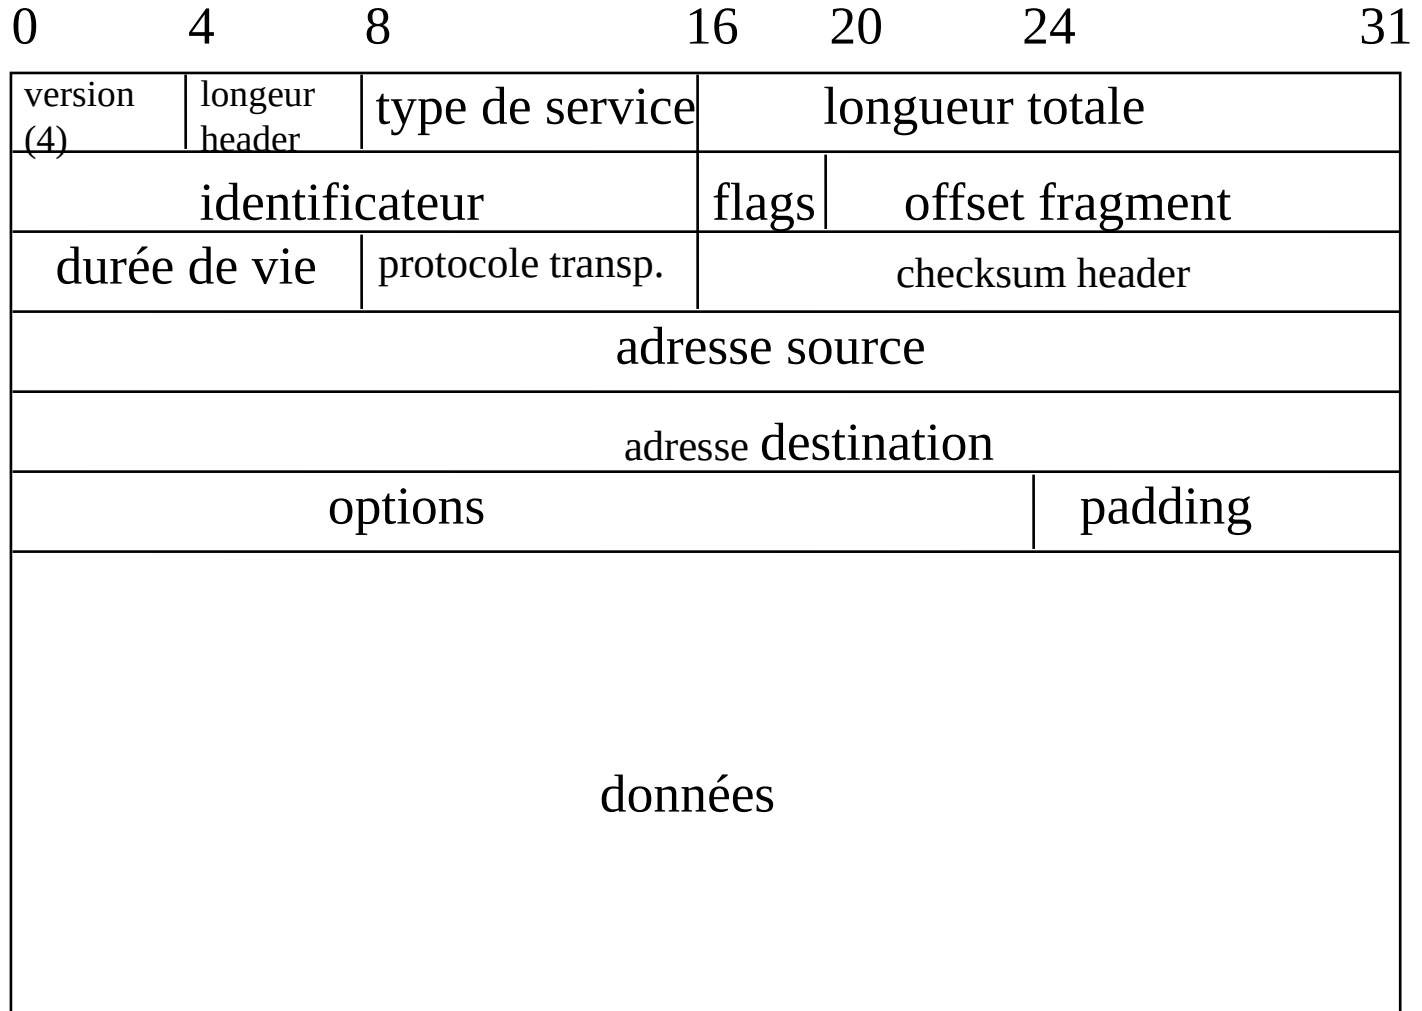 0 4 8 16 20 24 31
version longeur type de service longueur totale
(4) header
identificateur flags offset fragment
durée de vie protocole transp. checksum header
adresse source
adresse destination
options padding
données